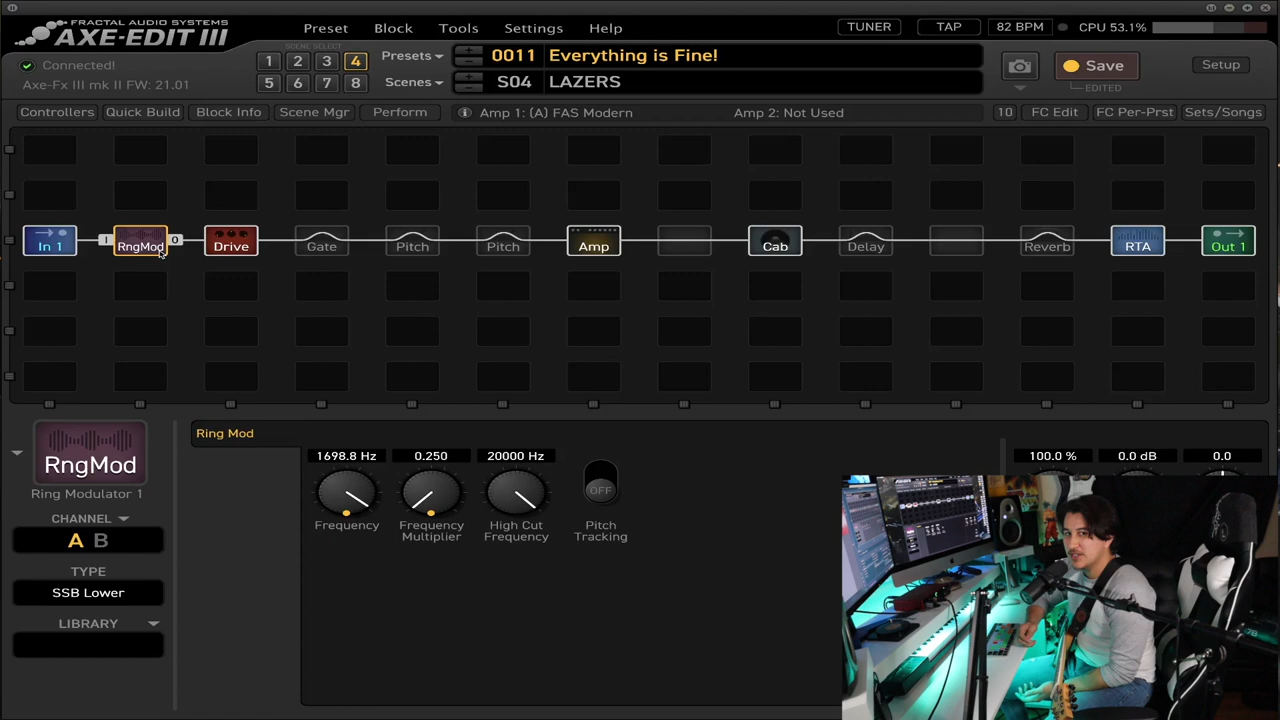 FRACTAL AUDIO SYSTEMS
AXE-EDIT III
Preset Block Tools Settings Help
TUNER TAP 82 BPM CPU 53.1%
SCENE SELECT
1 2 3 4
5 6 7 8
Presets 0011 Everything is Fine!
Scenes S04 LAZERS
Save
EDITED
Setup
Connected!
Axe-Fx III mk II FW: 21.01
Controllers Quick Build Block Info Scene Mgr Perform Amp 1: (A) FAS Modern Amp 2: Not Used 10 FC Edit FC Per-Prst Sets/Songs
In 1 I RngMod O Drive Gate Pitch Pitch Amp Cab Delay Reverb RTA Out 1
RngMod
Ring Modulator 1
CHANNEL
A B
TYPE
SSB Lower
LIBRARY
Ring Mod
1698.8 Hz 0.250 20000 Hz
OFF
Frequency Frequency Multiplier High Cut Frequency Pitch Tracking
100.0 % 0.0 dB 0.0